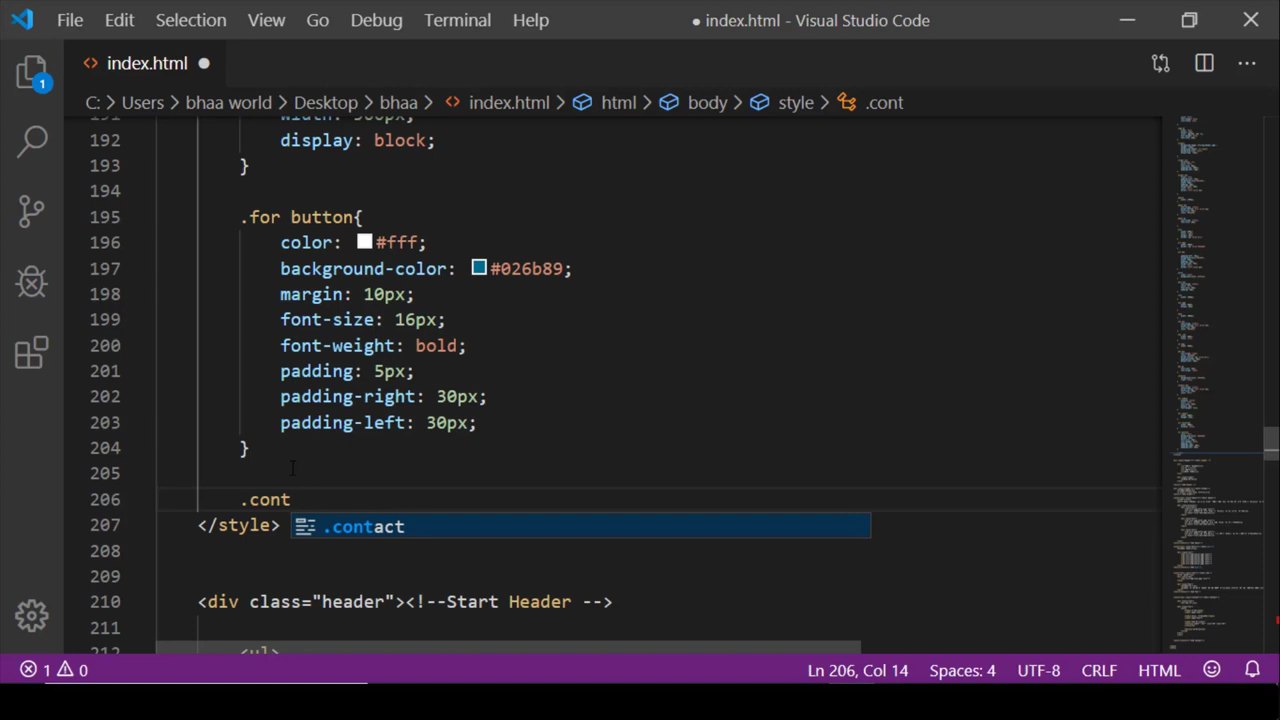 File Edit Selection View Go Debug Terminal Help ● index.html - Visual Studio Code
<> index.html ●
1
C: > Users > bhaa world > Desktop > bhaa > <> index.html > html > body > style > .cont
192 display: block;
193 }
194
195 .for button{
196 color: #fff;
197 background-color: #026b89;
198 margin: 10px;
199 font-size: 16px;
200 font-weight: bold;
201 padding: 5px;
202 padding-right: 30px;
203 padding-left: 30px;
204 }
205
206 .cont
207 </style> .contact
208
209
210 <div class="header"><!--Start Header -->
211
212 <ul>
1 0 Ln 206, Col 14 Spaces: 4 UTF-8 CRLF HTML